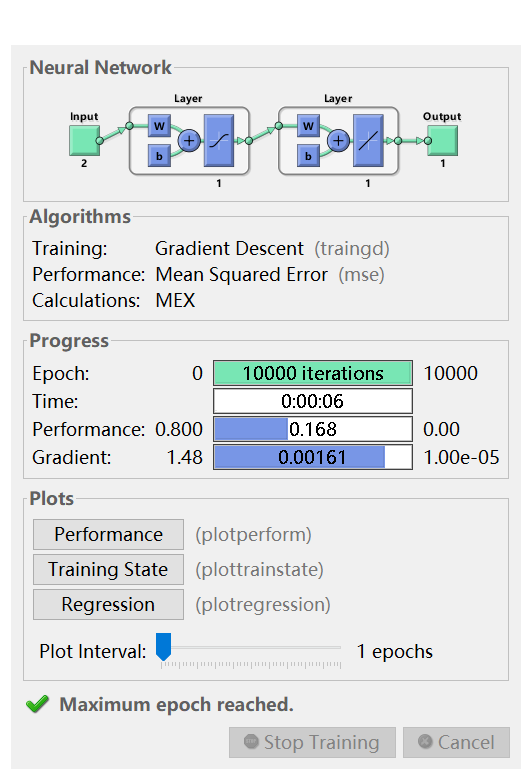 Neural Network
Layer Layer
Input W b + 1 W b + 1 Output
2 1
Algorithms
Training: Gradient Descent (traingd)
Performance: Mean Squared Error (mse)
Calculations: MEX
Progress
Epoch: 0 10000 iterations 10000
Time: 0:00:06
Performance: 0.800 0.168 0.00
Gradient: 1.48 0.00161 1.00e-05
Plots
Performance (plotperform)
Training State (plottrainstate)
Regression (plotregression)
Plot Interval: 1 epochs
Maximum epoch reached.
Stop Training Cancel